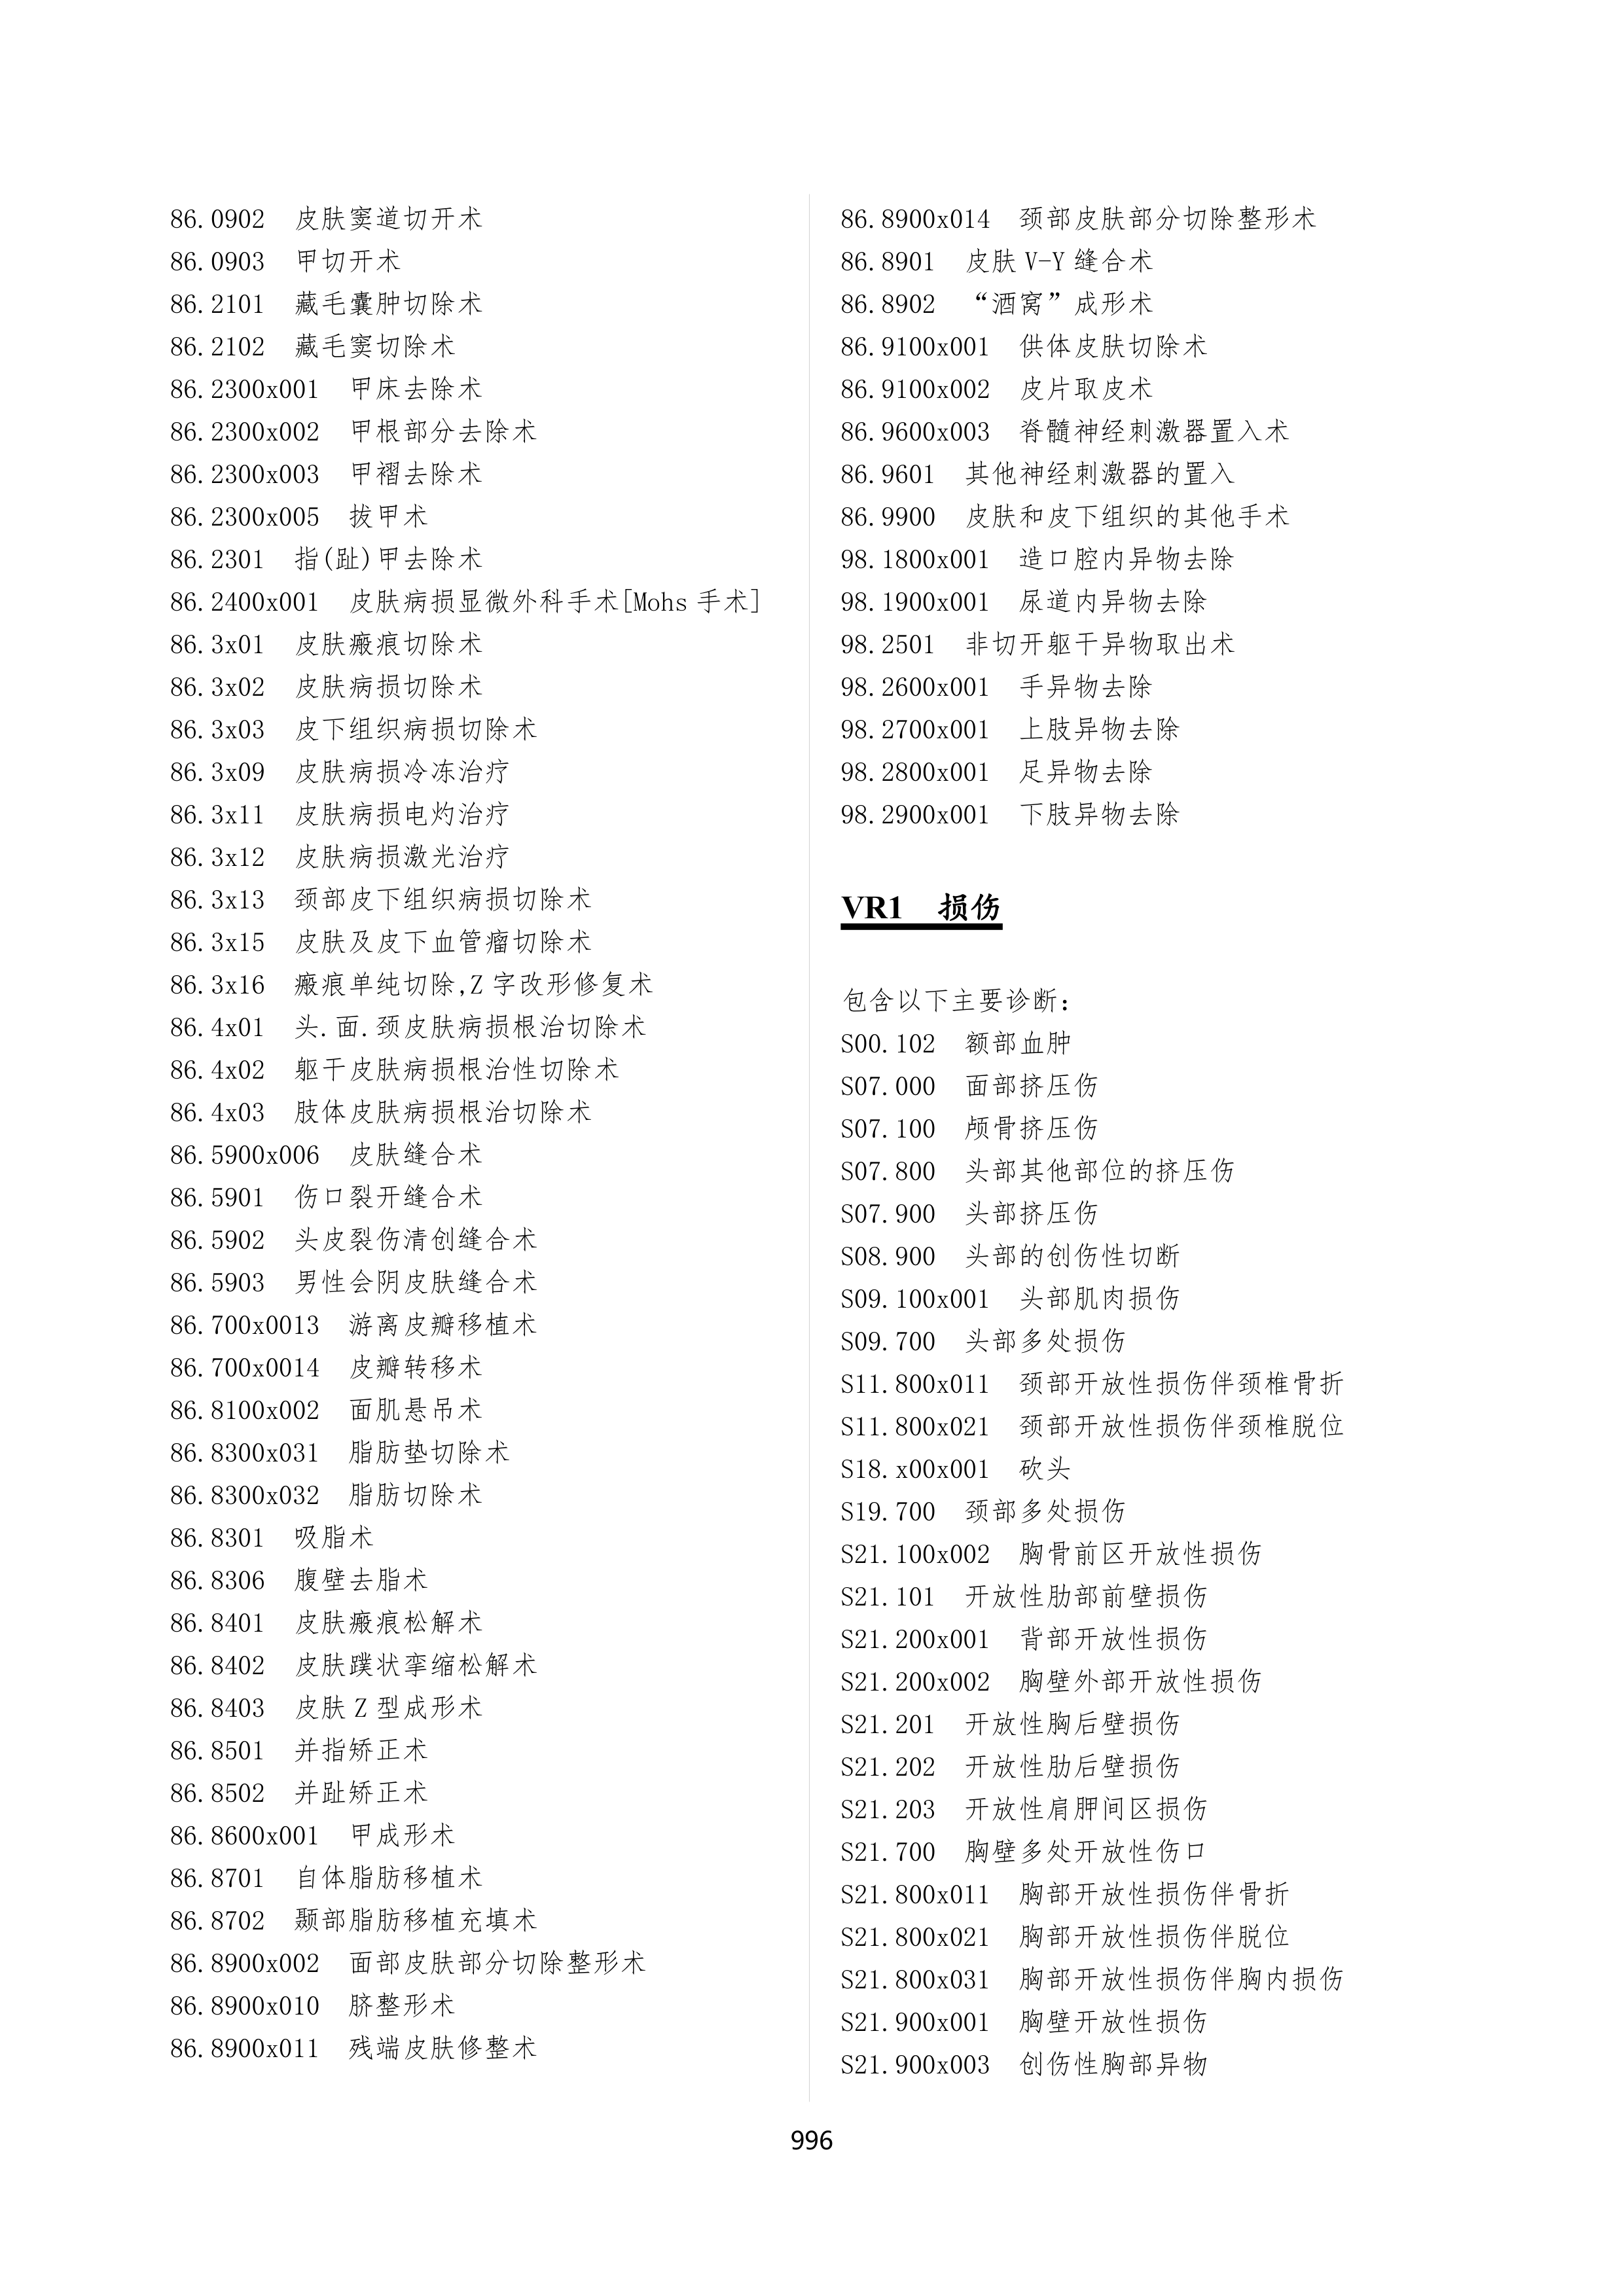 86.0902 皮肤窦道切开术
86.0903 甲切开术
86.2101 藏毛囊肿切除术
86.2102 藏毛窦切除术
86.2300x001 甲床去除术
86.2300x002 甲根部分去除术
86.2300x003 甲褶去除术
86.2300x005 拔甲术
86.2301 指(趾)甲去除术
86.2400x001 皮肤病损显微外科手术[Mohs 手术]
86.3x01 皮肤瘢痕切除术
86.3x02 皮肤病损切除术
86.3x03 皮下组织病损切除术
86.3x09 皮肤病损冷冻治疗
86.3x11 皮肤病损电灼治疗
86.3x12 皮肤病损激光治疗
86.3x13 颈部皮下组织病损切除术
86.3x15 皮肤及皮下血管瘤切除术
86.3x16 瘢痕单纯切除,Z 字改形修复术
86.4x01 头.面.颈皮肤病损根治切除术
86.4x02 躯干皮肤病损根治性切除术
86.4x03 肢体皮肤病损根治切除术
86.5900x006 皮肤缝合术
86.5901 伤口裂开缝合术
86.5902 头皮裂伤清创缝合术
86.5903 男性会阴皮肤缝合术
86.700x0013 游离皮瓣移植术
86.700x0014 皮瓣转移术
86.8100x002 面肌悬吊术
86.8300x031 脂肪垫切除术
86.8300x032 脂肪切除术
86.8301 吸脂术
86.8306 腹壁去脂术
86.8401 皮肤瘢痕松解术
86.8402 皮肤蹼状挛缩松解术
86.8403 皮肤 Z 型成形术
86.8501 并指矫正术
86.8502 并趾矫正术
86.8600x001 甲成形术
86.8701 自体脂肪移植术
86.8702 颞部脂肪移植充填术
86.8900x002 面部皮肤部分切除整形术
86.8900x010 脐整形术
86.8900x011 残端皮肤修整术
86.8900x014 颈部皮肤部分切除整形术
86.8901 皮肤 V-Y 缝合术
86.8902 “酒窝”成形术
86.9100x001 供体皮肤切除术
86.9100x002 皮片取皮术
86.9600x003 脊髓神经刺激器置入术
86.9601 其他神经刺激器的置入
86.9900 皮肤和皮下组织的其他手术
98.1800x001 造口腔内异物去除
98.1900x001 尿道内异物去除
98.2501 非切开躯干异物取出术
98.2600x001 手异物去除
98.2700x001 上肢异物去除
98.2800x001 足异物去除
98.2900x001 下肢异物去除
VR1 损伤
包含以下主要诊断:
S00.102 额部血肿
S07.000 面部挤压伤
S07.100 颅骨挤压伤
S07.800 头部其他部位的挤压伤
S07.900 头部挤压伤
S08.900 头部的创伤性切断
S09.100x001 头部肌肉损伤
S09.700 头部多处损伤
S11.800x011 颈部开放性损伤伴颈椎骨折
S11.800x021 颈部开放性损伤伴颈椎脱位
S18.x00x001 砍头
S19.700 颈部多处损伤
S21.100x002 胸骨前区开放性损伤
S21.101 开放性肋部前壁损伤
S21.200x001 背部开放性损伤
S21.200x002 胸壁外部开放性损伤
S21.201 开放性胸后壁损伤
S21.202 开放性肋后壁损伤
S21.203 开放性肩胛间区损伤
S21.700 胸壁多处开放性伤口
S21.800x011 胸部开放性损伤伴骨折
S21.800x021 胸部开放性损伤伴脱位
S21.800x031 胸部开放性损伤伴胸内损伤
S21.900x001 胸壁开放性损伤
S21.900x003 创伤性胸部异物
996